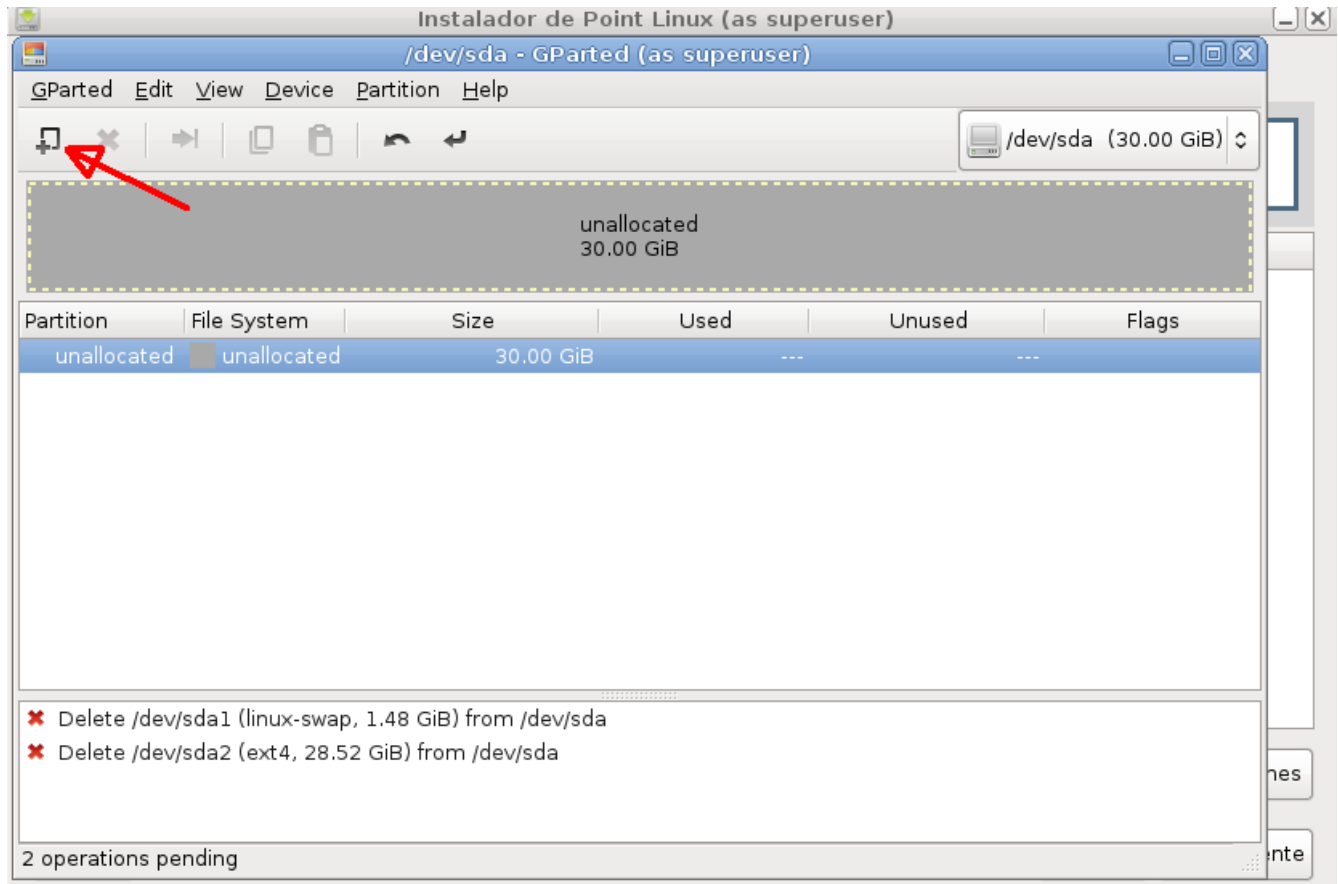 Instalador de Point Linux (as superuser)
/dev/sda - GParted (as superuser)
GParted Edit View Device Partition Help
/dev/sda (30.00 GiB)
unallocated
30.00 GiB
Partition File System Size Used Unused Flags
unallocated unallocated 30.00 GiB --- ---
Delete /dev/sda1 (linux-swap, 1.48 GiB) from /dev/sda
Delete /dev/sda2 (ext4, 28.52 GiB) from /dev/sda
nes
2 operations pending
ente